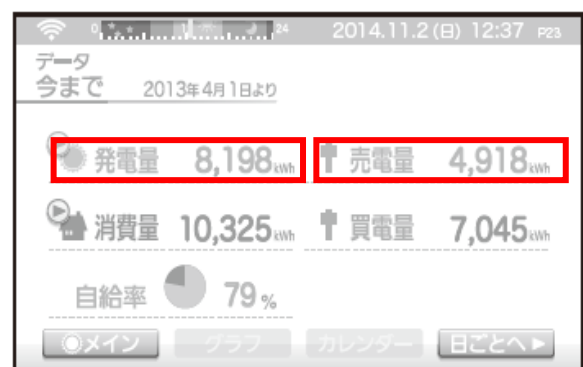 0 12 24 2014.11.2(日) 12:37 P23
データ
今まで 2013年4月1日より
発電量 8,198kWh 売電量 4,918kWh
消費量 10,325kWh 買電量 7,045kWh
自給率 79%
メイン グラフ カレンダー 日ごとへ▶